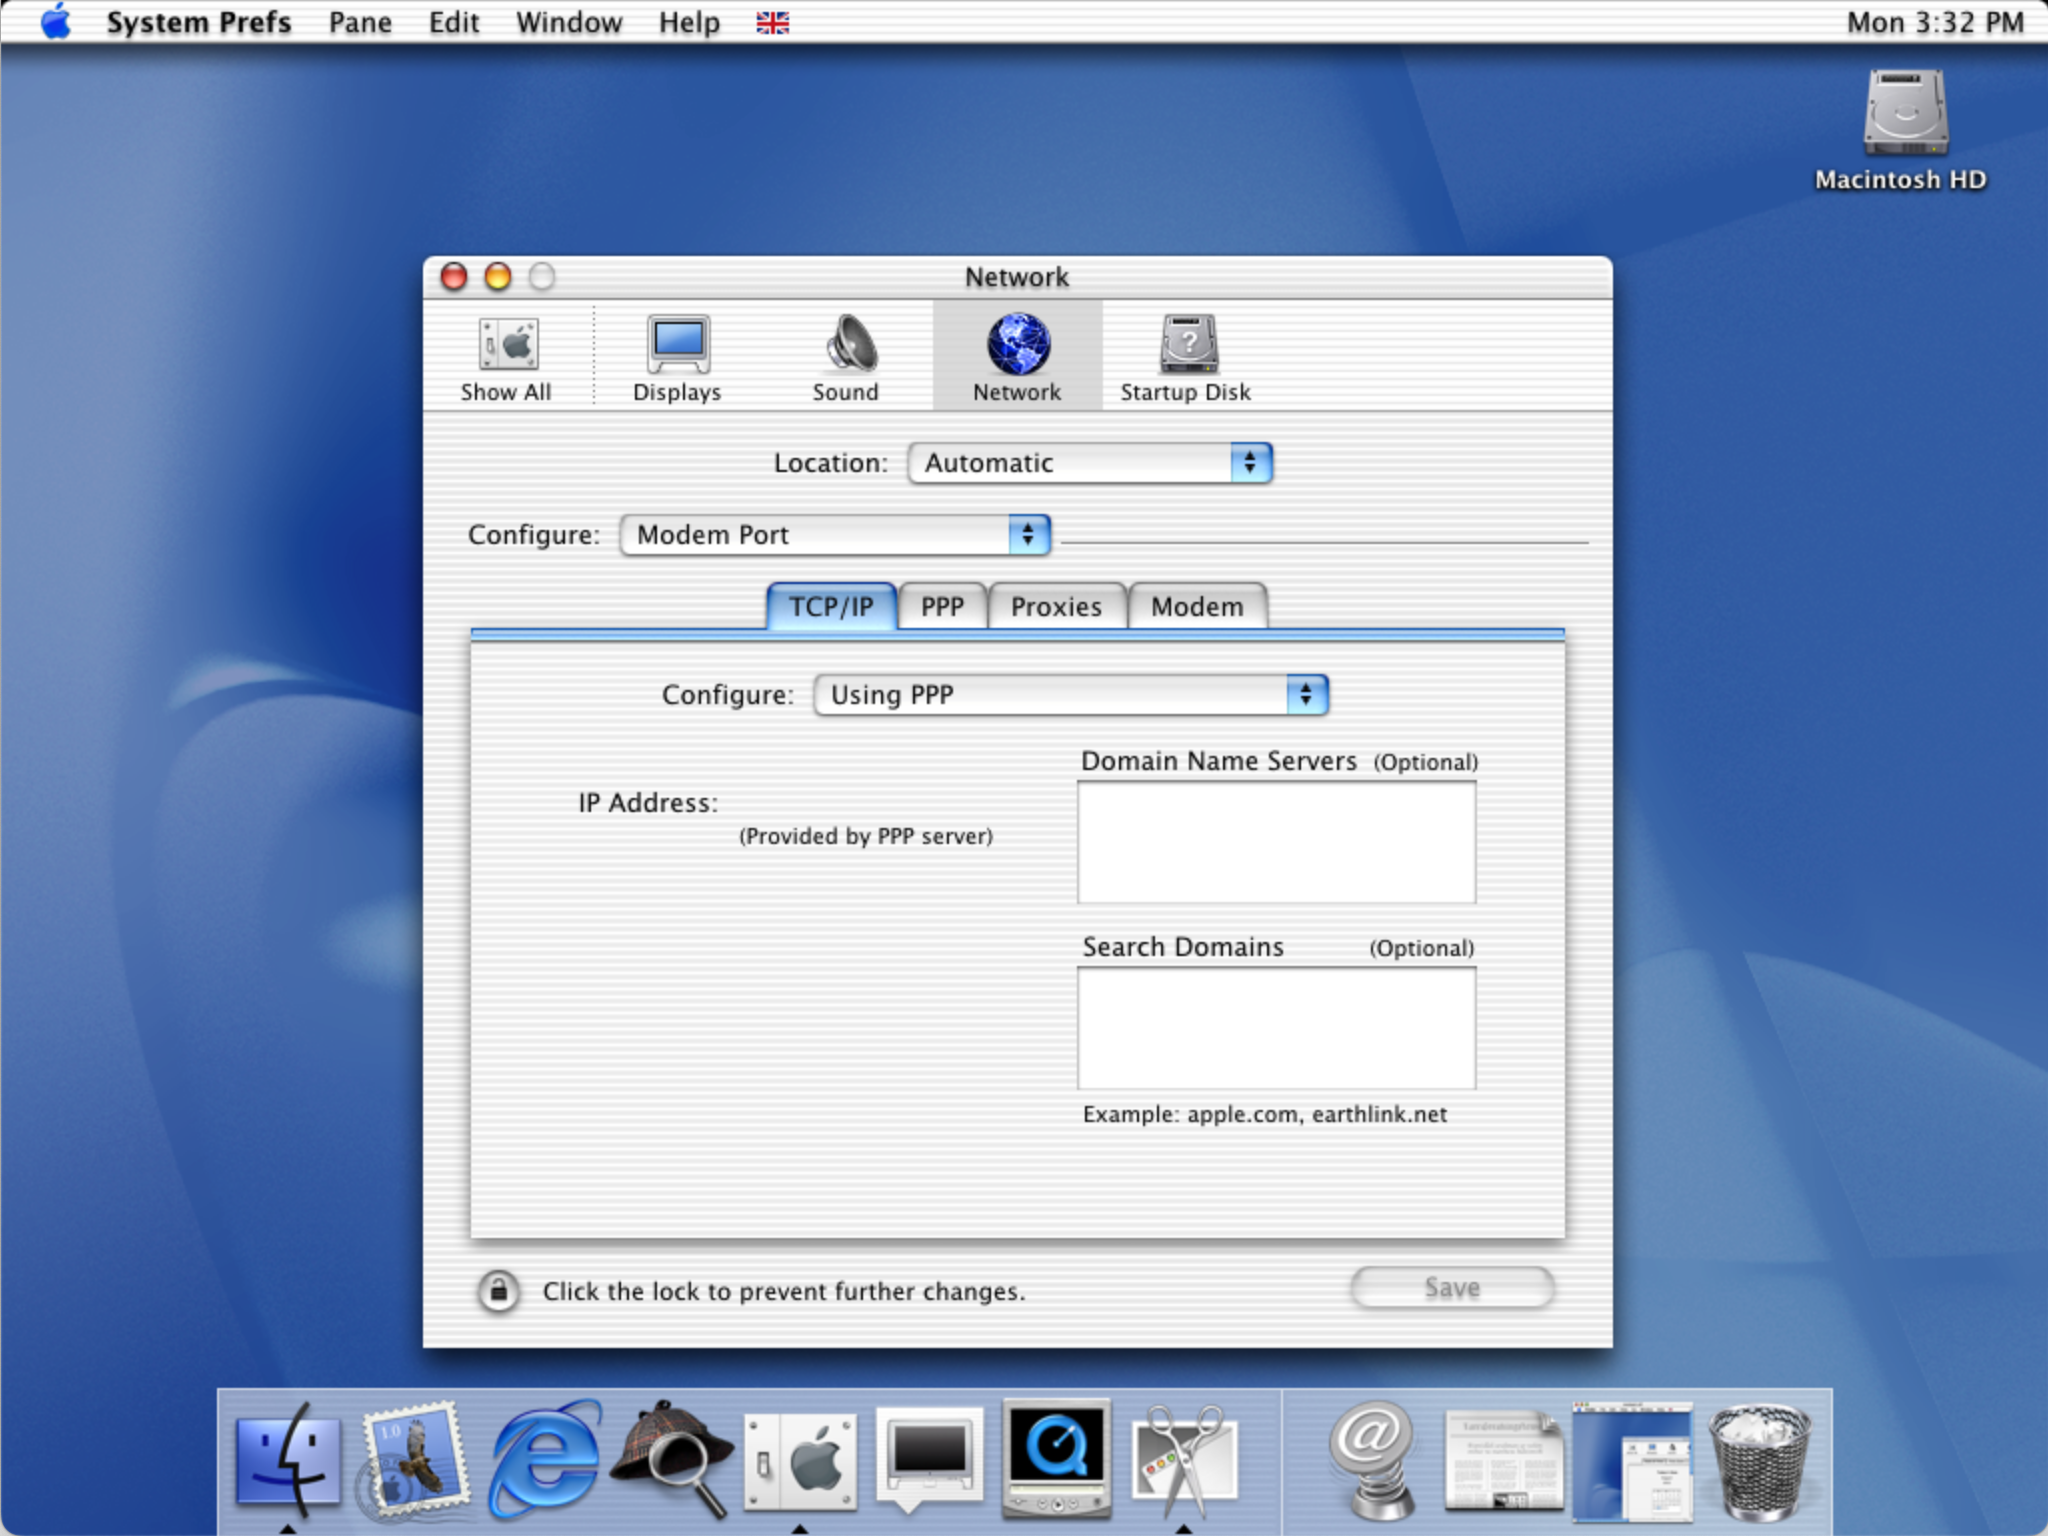 System Prefs Pane Edit Window Help Mon 3:32 PM
Macintosh HD
Network
Show All Displays Sound Network Startup Disk
Location: Automatic
Configure: Modem Port
TCP/IP PPP Proxies Modem
Configure: Using PPP
Domain Name Servers (Optional)
IP Address:
(Provided by PPP server)
Search Domains (Optional)
Example: apple.com, earthlink.net
Click the lock to prevent further changes.
Save
1.0
@